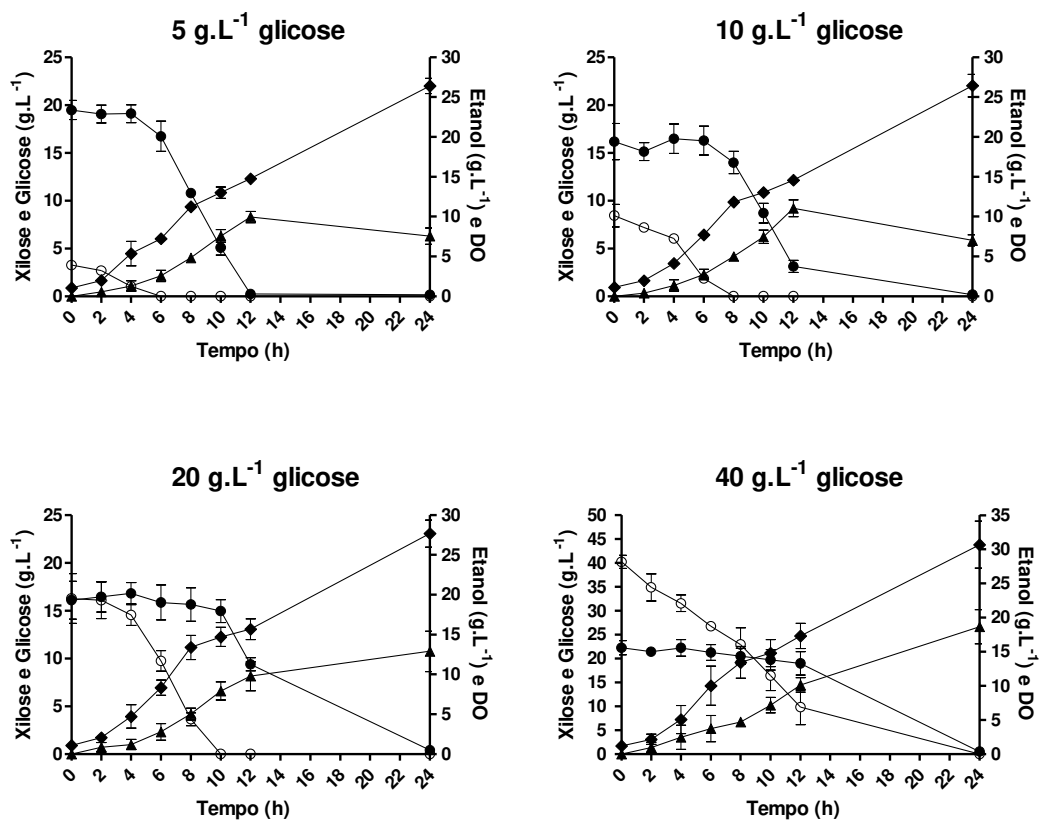 5 g.L-1 glicose
10 g.L-1 glicose
Xilose e Glicose (g.L-1)
25
20
15
10
5
0
30
25
20
15
10
5
0
Etanol (g.L-1) e DO
0 2 4 6 8 10 12 14 16 18 20 22 24
Tempo (h)
Xilose e Glicose (g.L-1)
25
20
15
10
5
0
30
25
20
15
10
5
0
Etanol (g.L-1) e DO
0 2 4 6 8 10 12 14 16 18 20 22 24
Tempo (h)
20 g.L-1 glicose
40 g.L-1 glicose
Xilose e Glicose (g.L-1)
25
20
15
10
5
0
30
25
20
15
10
5
0
Etanol (g.L-1) e DO
0 2 4 6 8 10 12 14 16 18 20 22 24
Tempo (h)
Xilose e Glicose (g.L-1)
50
45
40
35
30
25
20
15
10
5
0
35
30
25
20
15
10
5
0
Etanol (g.L-1) e DO
0 2 4 6 8 10 12 14 16 18 20 22 24
Tempo (h)